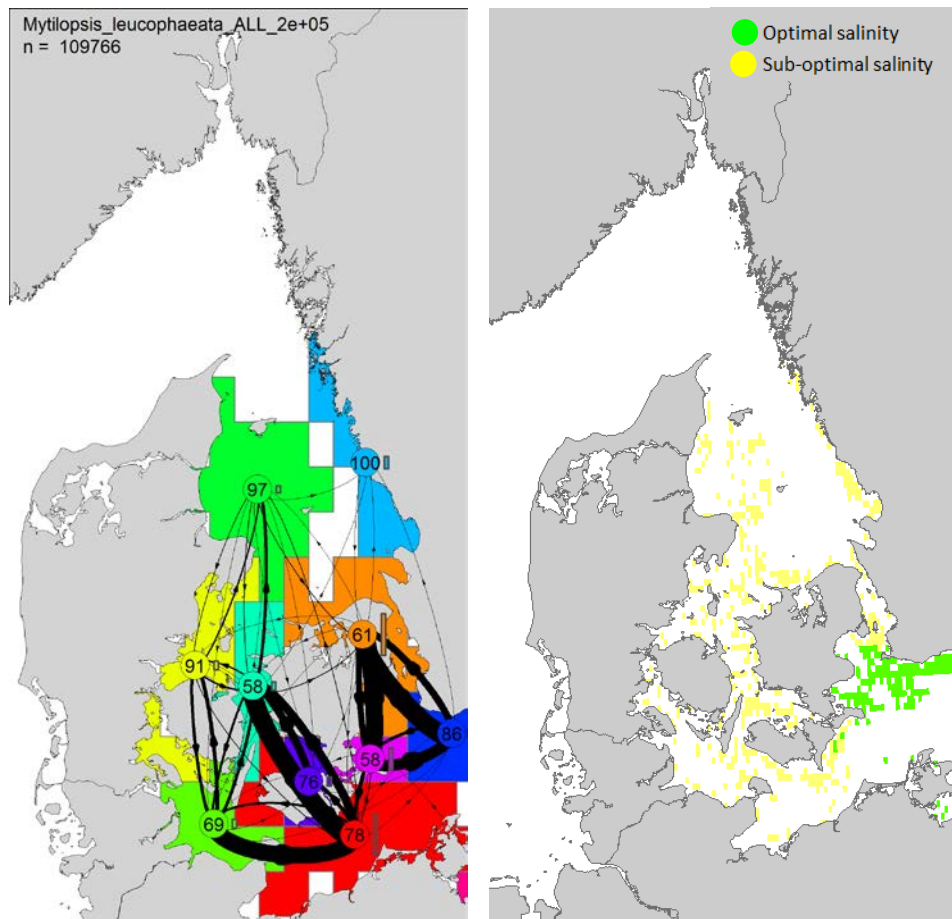 Mytilopsis_leucophaeata_ALL_2e+05
n = 109766
Optimal salinity
Sub-optimal salinity
100
97
61
91
58
86
58
76
69
78